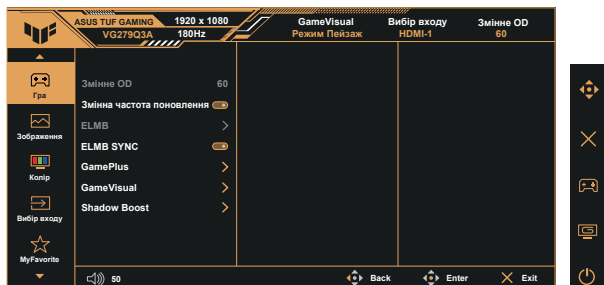 ASUS TUF GAMING 1920 x 1080
VG279Q3A 180Hz
GameVisual
Режим Пейзаж
Вибір входу
HDMI-1
Змінне OD
60
Гра
Зображення
Колір
Вибір входу
MyFavorite
Змінне OD 60
Змінна частота поновлення
ELMB
ELMB SYNC
GamePlus
GameVisual
Shadow Boost
50
Back
Enter
Exit